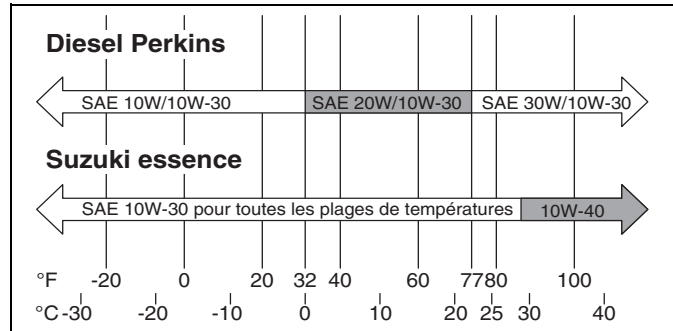 Diesel Perkins
SAE 10W/10W-30 SAE 20W/10W-30 SAE 30W/10W-30
Suzuki essence
SAE 10W-30 pour toutes les plages de températures 10W-40
°F -20 0 20 32 40 60 77 80 100
°C -30 -20 -10 0 10 20 25 30 40